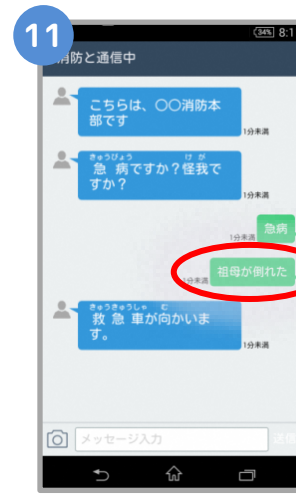 11
34% 8:1
消防と通信中
こちらは、〇〇消防本
部です
1分未満
きゅうびょう けが
急病ですか?怪我で
すか?
1分未満
急病
1分未満
祖母が倒れた
1分未満
きゅうきゅうしゃ む
救急車が向かいま
す。
1分未満
メッセージ入力
送信